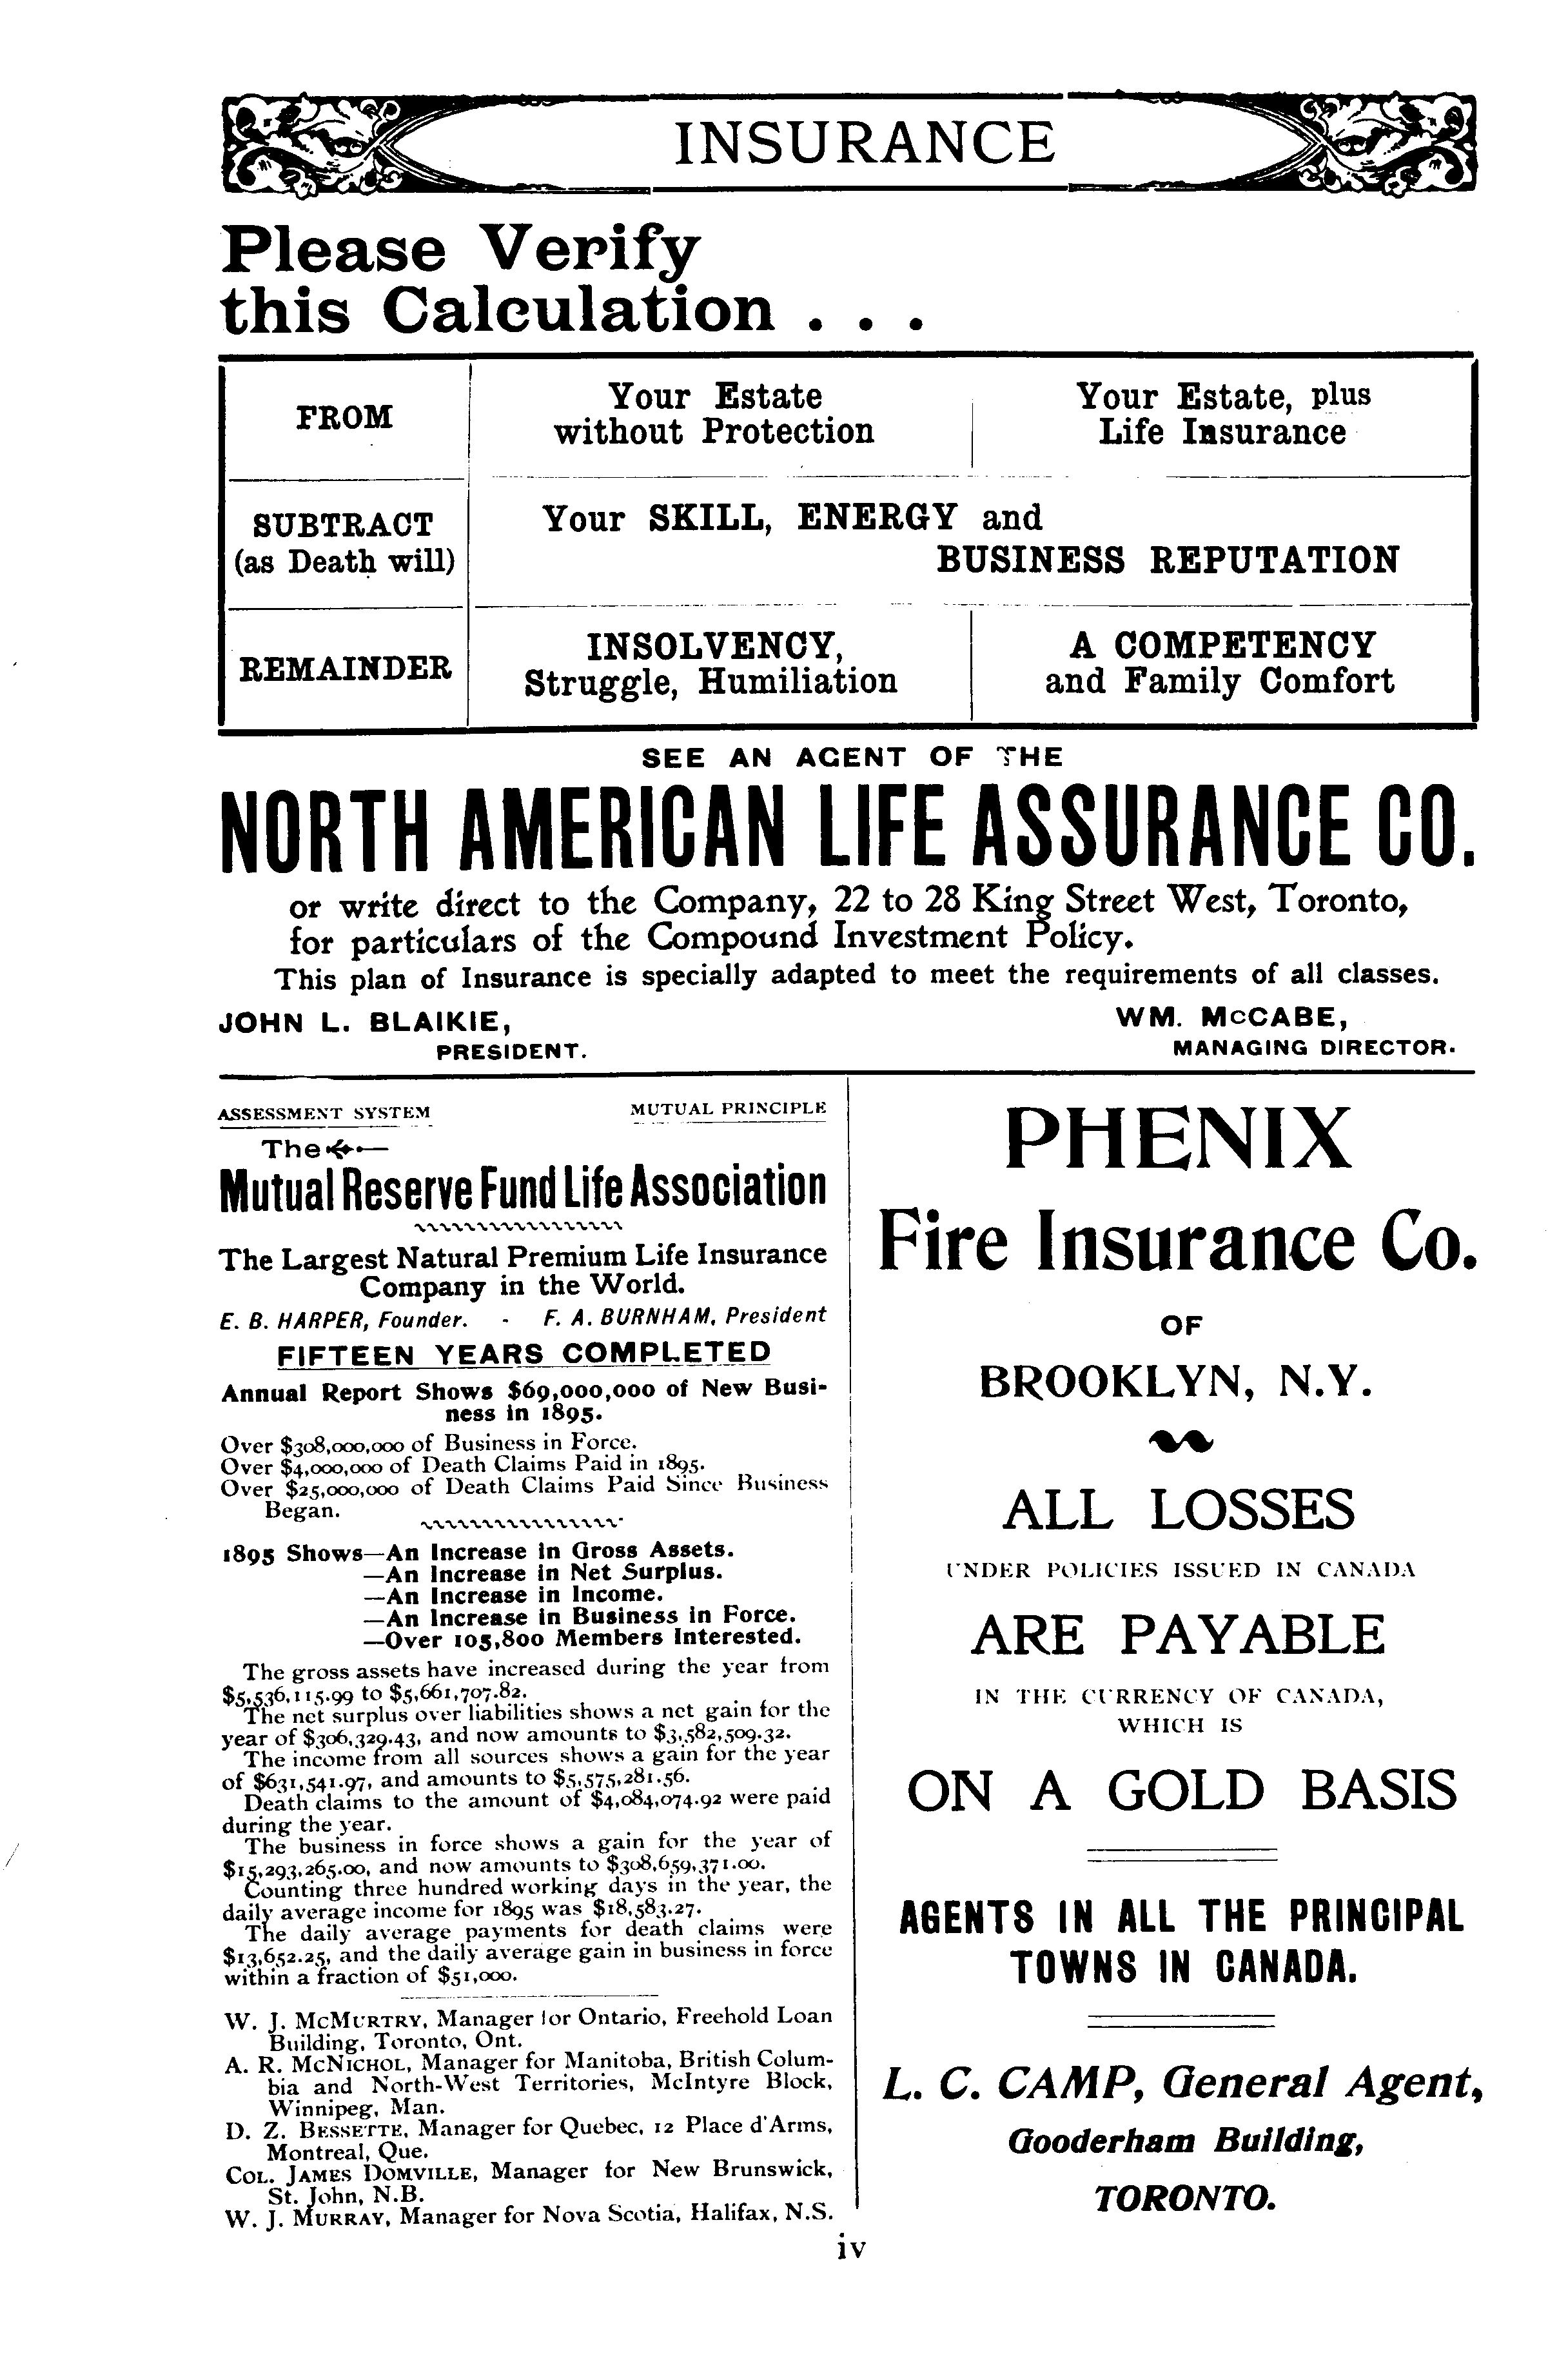 INSURANCE
Please Verify
this Calculation . . .
FROM
Your Estate
without Protection
Your Estate, plus
Life Insurance
SUBTRACT
(as Death will)
Your SKILL, ENERGY and
BUSINESS REPUTATION
REMAINDER
INSOLVENCY,
Struggle, Humiliation
A COMPETENCY
and Family Comfort
SEE AN AGENT OF THE
NORTH AMERICAN LIFE ASSURANCE CO.
or write direct to the Company, 22 to 28 King Street West, Toronto,
for particulars of the Compound Investment Policy.
This plan of Insurance is specially adapted to meet the requirements of all classes.
JOHN L. BLAIKIE,
PRESIDENT.
WM. McCABE,
MANAGING DIRECTOR.
ASSESSMENT SYSTEM MUTUAL PRINCIPLE
The
Mutual Reserve Fund Life Association
The Largest Natural Premium Life Insurance
Company in the World.
E. B. HARPER, Founder. - F. A. BURNHAM, President
FIFTEEN YEARS COMPLETED
Annual Report Shows $69,000,000 of New Busi-
ness in 1895.
Over $308,000,000 of Business in Force.
Over $4,000,000 of Death Claims Paid in 1895.
Over $25,000,000 of Death Claims Paid Since Business
Began.
1895 Shows—An Increase in Gross Assets.
—An Increase in Net Surplus.
—An Increase in Income.
—An Increase in Business in Force.
—Over 105,800 Members Interested.
The gross assets have increased during the year from
$5,536,115.99 to $5,661,707.82.
The net surplus over liabilities shows a net gain for the
year of $306,329.43, and now amounts to $3,582,509.32.
The income from all sources shows a gain for the year
of $631,541.97, and amounts to $5,575,281.56.
Death claims to the amount of $4,084,074.92 were paid
during the year.
The business in force shows a gain for the year of
$15,293,265.00, and now amounts to $308,659,371.00.
Counting three hundred working days in the year, the
daily average income for 1895 was $18,583.27.
The daily average payments for death claims were
$13,652.25, and the daily average gain in business in force
within a fraction of $51,000.
W. J. McMURTRY, Manager for Ontario, Freehold Loan
Building, Toronto, Ont.
A. R. McNICHOL, Manager for Manitoba, British Colum-
bia and North-West Territories, McIntyre Block,
Winnipeg, Man.
D. Z. BESSETTE, Manager for Quebec, 12 Place d'Arms,
Montreal, Que.
COL. JAMES DOMVILLE, Manager for New Brunswick,
St. John, N.B.
W. J. MURRAY, Manager for Nova Scotia, Halifax, N.S.
PHENIX
Fire Insurance Co.
OF
BROOKLYN, N.Y.
ALL LOSSES
UNDER POLICIES ISSUED IN CANADA
ARE PAYABLE
IN THE CURRENCY OF CANADA,
WHICH IS
ON A GOLD BASIS
AGENTS IN ALL THE PRINCIPAL
TOWNS IN CANADA.
L. C. CAMP, General Agent,
Gooderham Building,
TORONTO.
iv